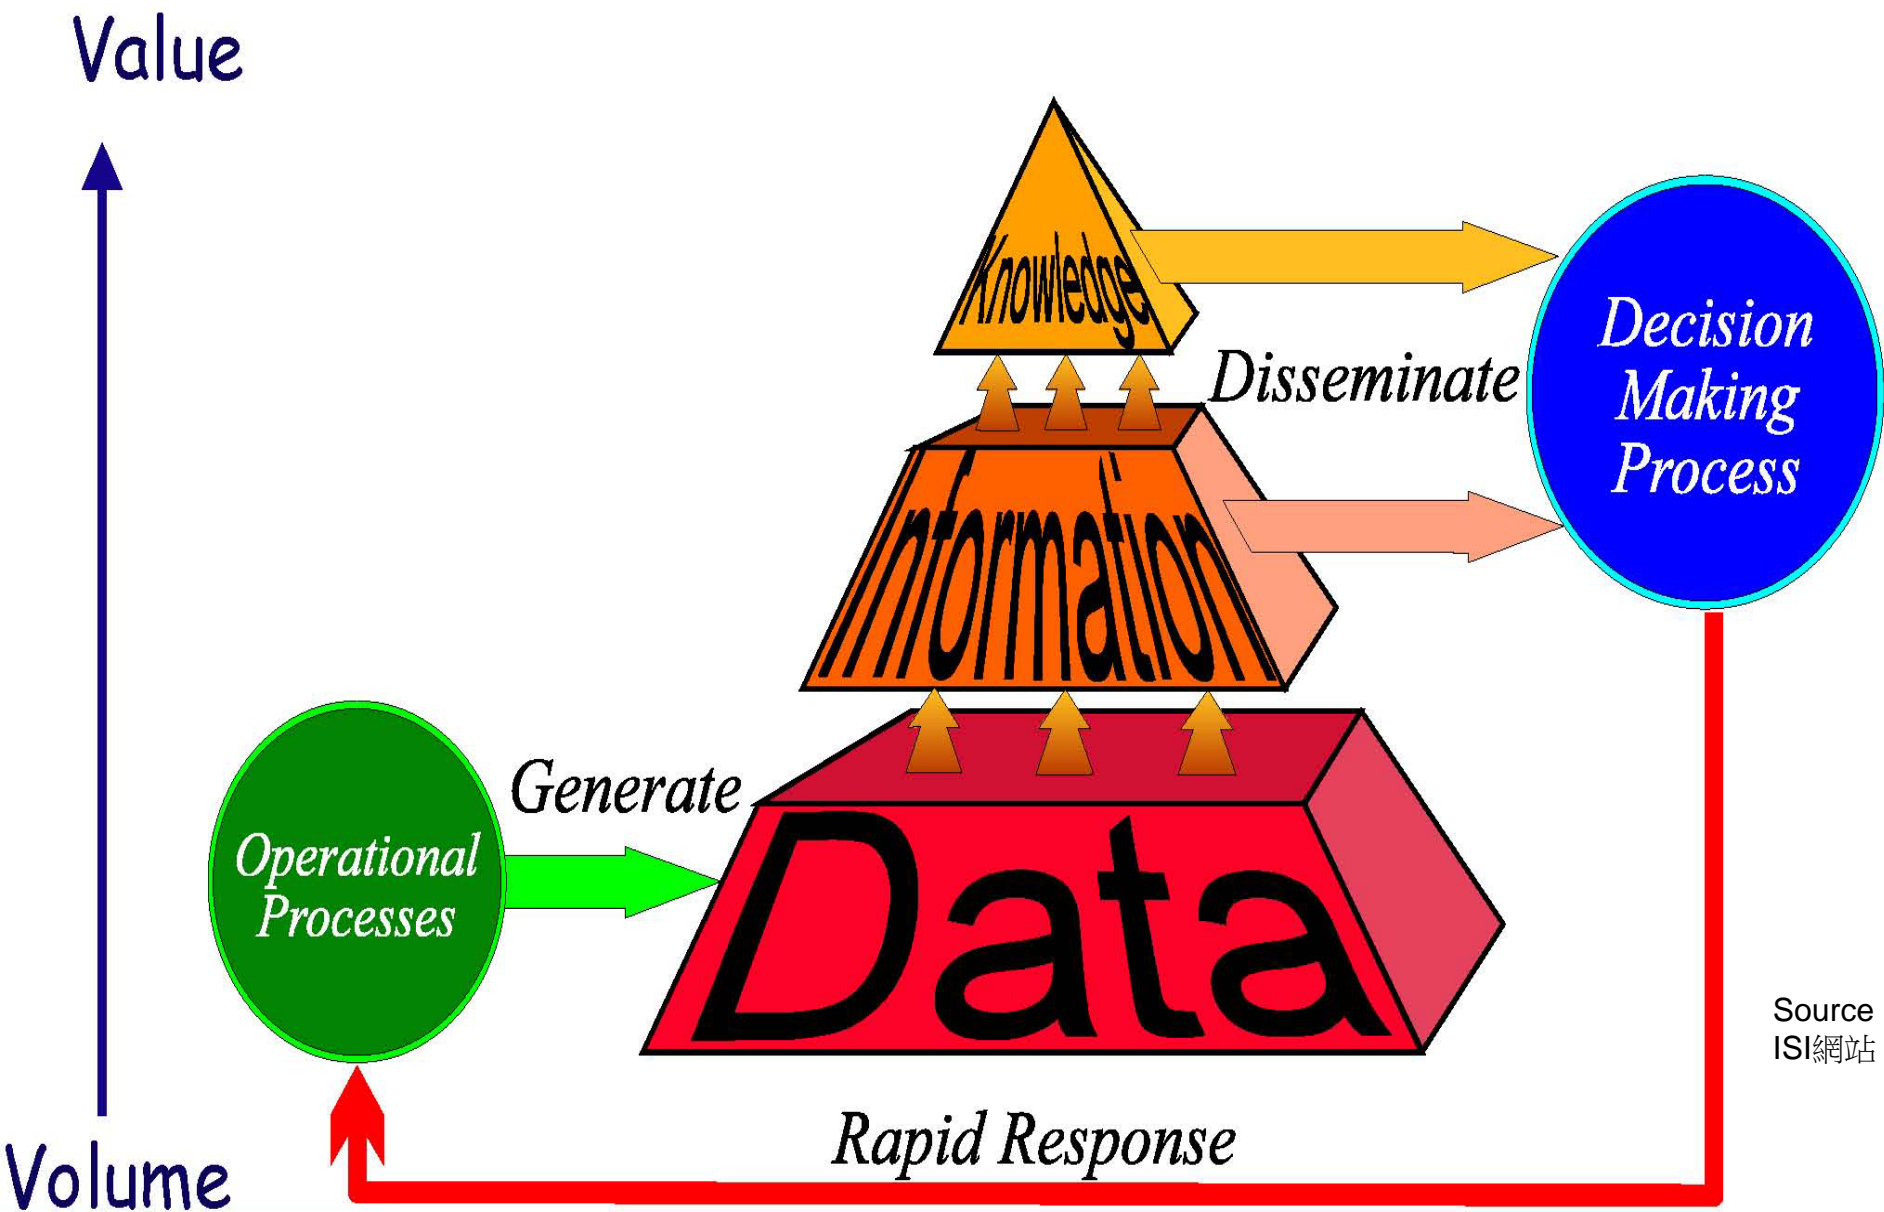 Value
Knowledge
Decision
Making
Process
Disseminate
Information
Generate
Operational
Processes
Data
Source
ISI網站
Rapid Response
Volume